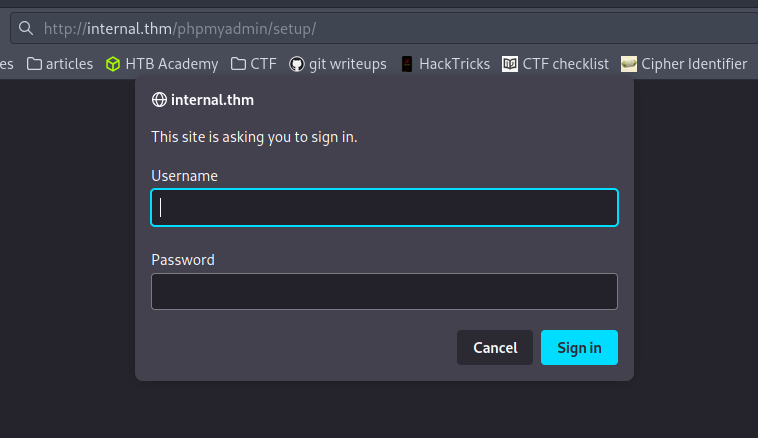 http://internal.thm/phpmyadmin/setup/
es articles HTB Academy CTF git writeups HackTricks CTF checklist Cipher Identifier
internal.thm
This site is asking you to sign in.
Username
Password
Cancel Sign in